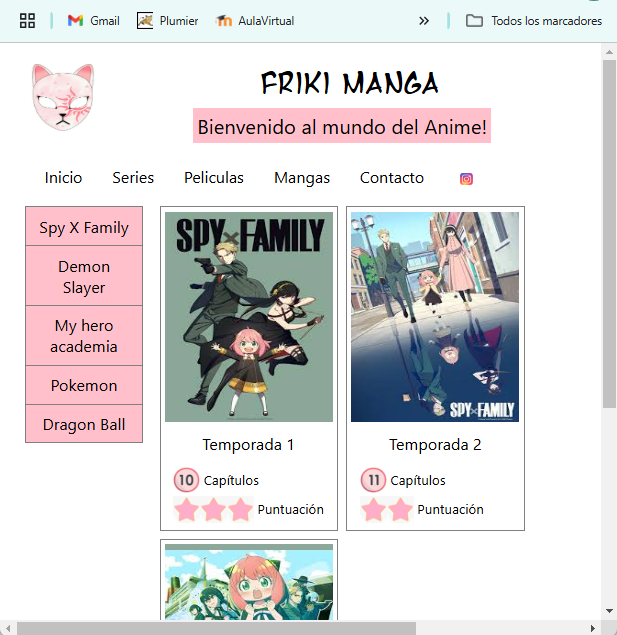 Gmail Plumier AulaVirtual » Todos los marcadores
FRIKI MANGA
Bienvenido al mundo del Anime!
Inicio Series Peliculas Mangas Contacto
Spy X Family
Demon
Slayer
My hero
academia
Pokemon
Dragon Ball
SPY×FAMILY
Temporada 1
10 Capítulos
Puntuación
SPY×FAMILY
Temporada 2
11 Capítulos
Puntuación